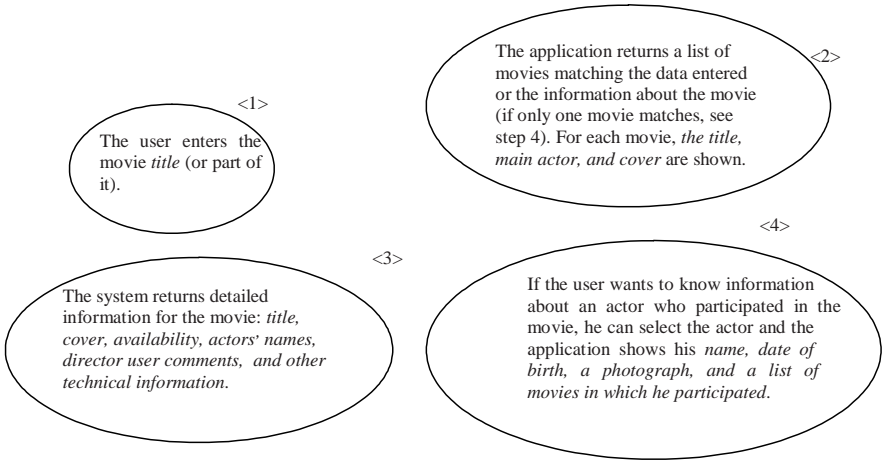 <1>
The user enters the
movie title (or part of
it).
<2>
The application returns a list of
movies matching the data entered
or the information about the movie
(if only one movie matches, see
step 4). For each movie, the title,
main actor, and cover are shown.
<3>
The system returns detailed
information for the movie: title,
cover, availability, actors' names,
director user comments, and other
technical information.
<4>
If the user wants to know information
about an actor who participated in the
movie, he can select the actor and the
application shows his name, date of
birth, a photograph, and a list of
movies in which he participated.